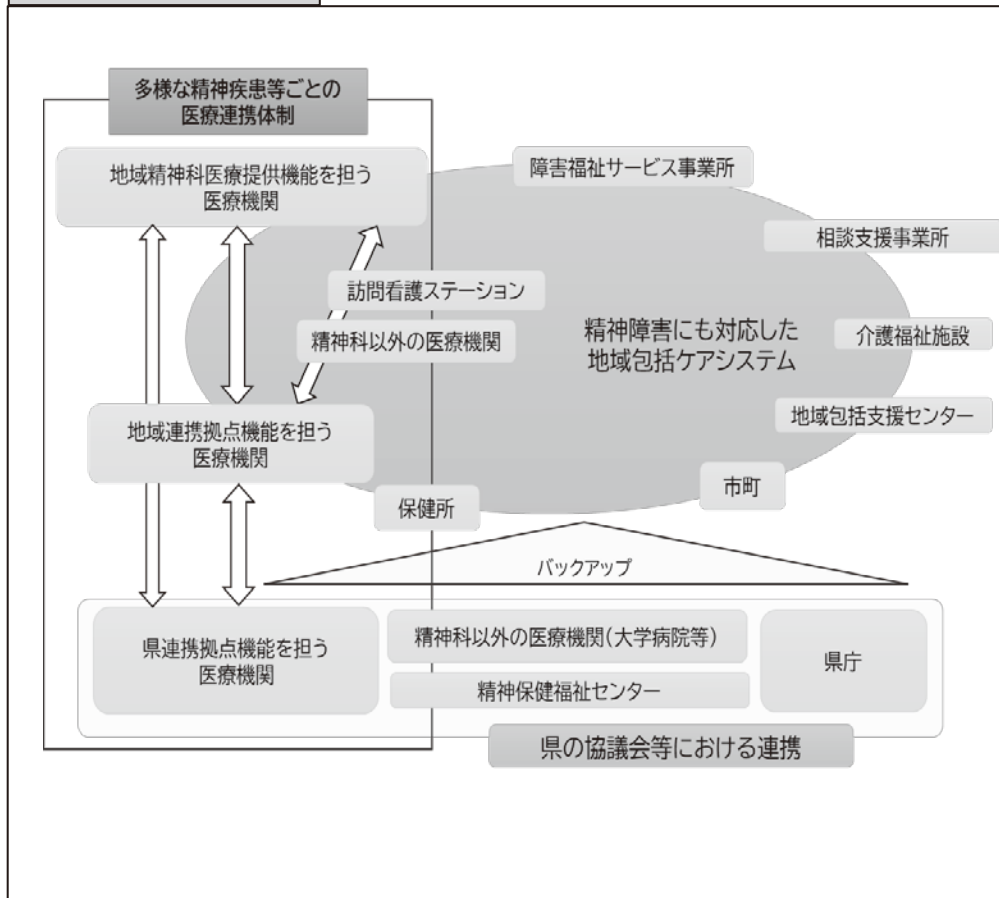 多様な精神疾患等ごとの
医療連携体制
地域精神科医療提供機能を担う
医療機関
障害福祉サービス事業所
相談支援事業所
訪問看護ステーション
精神科以外の医療機関
精神障害にも対応した
地域包括ケアシステム
介護福祉施設
地域連携拠点機能を担う
医療機関
地域包括支援センター
市町
保健所
バックアップ
県連携拠点機能を担う
医療機関
精神科以外の医療機関(大学病院等)
精神保健福祉センター
県庁
県の協議会等における連携